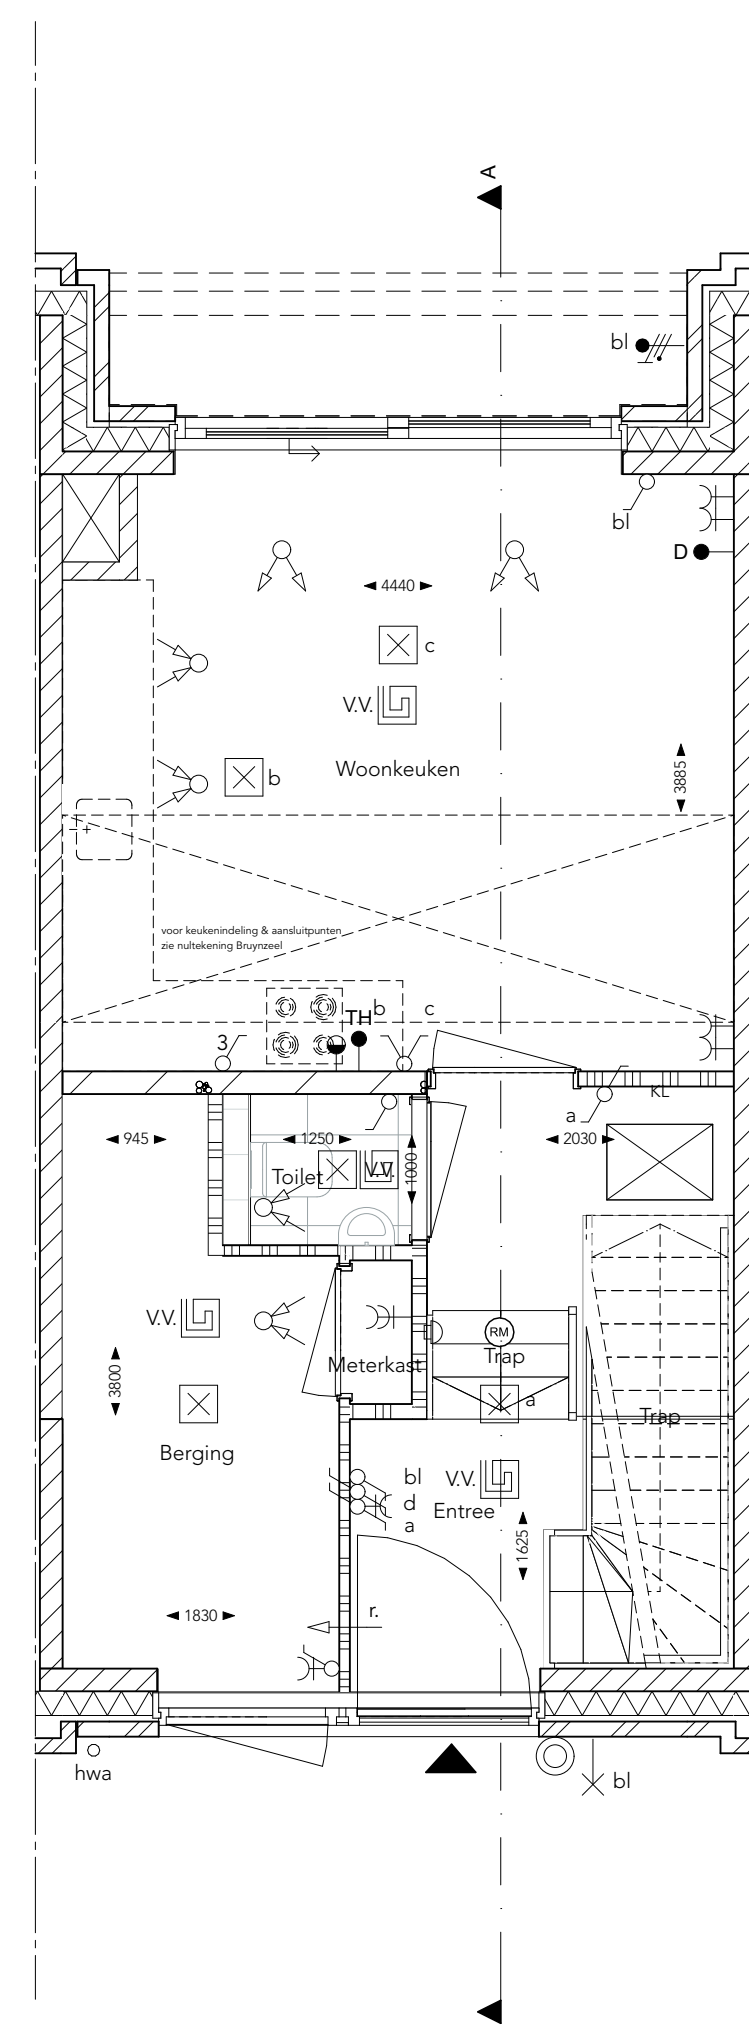 A
bl
bl
D
4440
c
V.V.
Woonkeuken
b
3885
voor keukenindeling & aansluitpunten
zie nultekening Bruynzeel
b
c
TH
3
KL
a
945
1250
2030
1000
V.V.
Toilet
V.V.
RM
Trap
Meterkast
3800
a
Trap
Berging
bl
V.V.
d
Entree
a
1625
1830
r.
hwa
bl